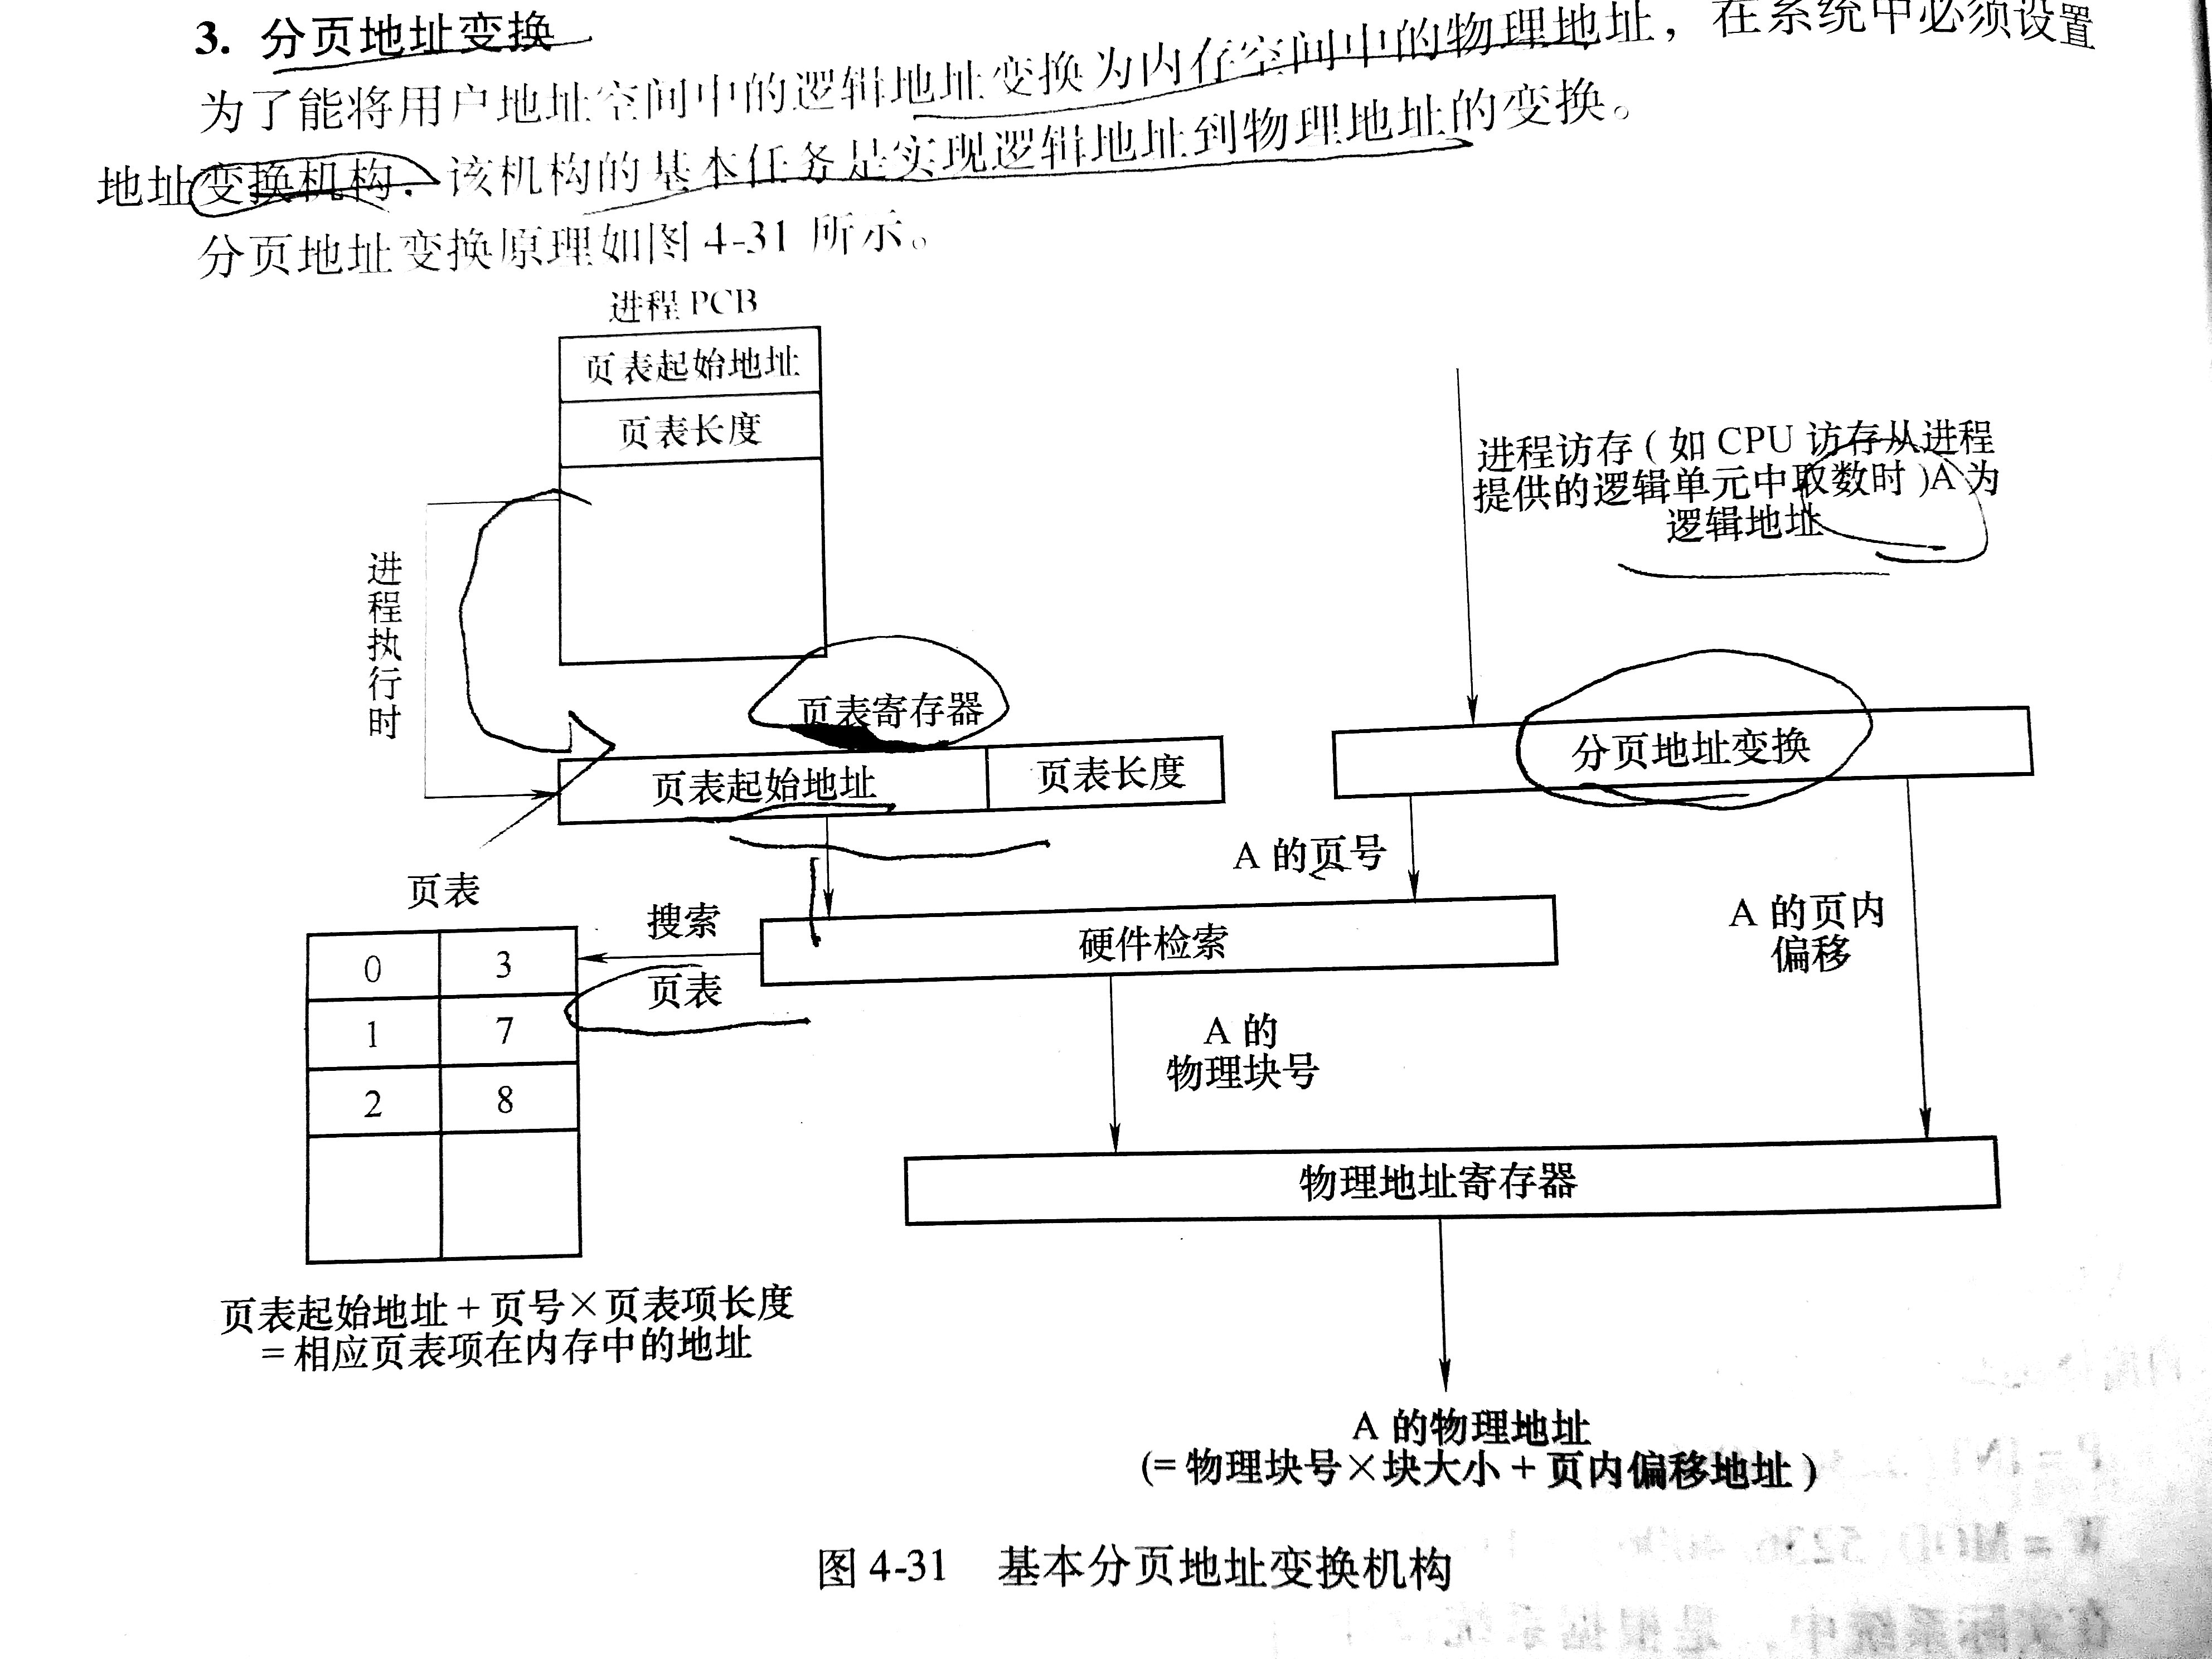 3. 分页地址变换
为了能将用户地址空间中的逻辑地址变换为内存空间中的物理地址，在系统中必须设置
地址变换机构，该机构的基本任务是实现逻辑地址到物理地址的变换。
分页地址变换原理如图 4-31 所示。
进程 PCB
页表起始地址
页表长度
进程执行时
进程访存（如 CPU 访存从进程
提供的逻辑单元中取数时）A 为
逻辑地址
页表寄存器
页表起始地址 页表长度
分页地址变换
A 的页号
A 的页内
偏移
页表
搜索
页表
硬件检索
0 3
1 7
2 8
A 的
物理块号
物理地址寄存器
页表起始地址 + 页号×页表项长度
= 相应页表项在内存中的地址
A 的物理地址
（= 物理块号×块大小 + 页内偏移地址）
图 4-31 基本分页地址变换机构